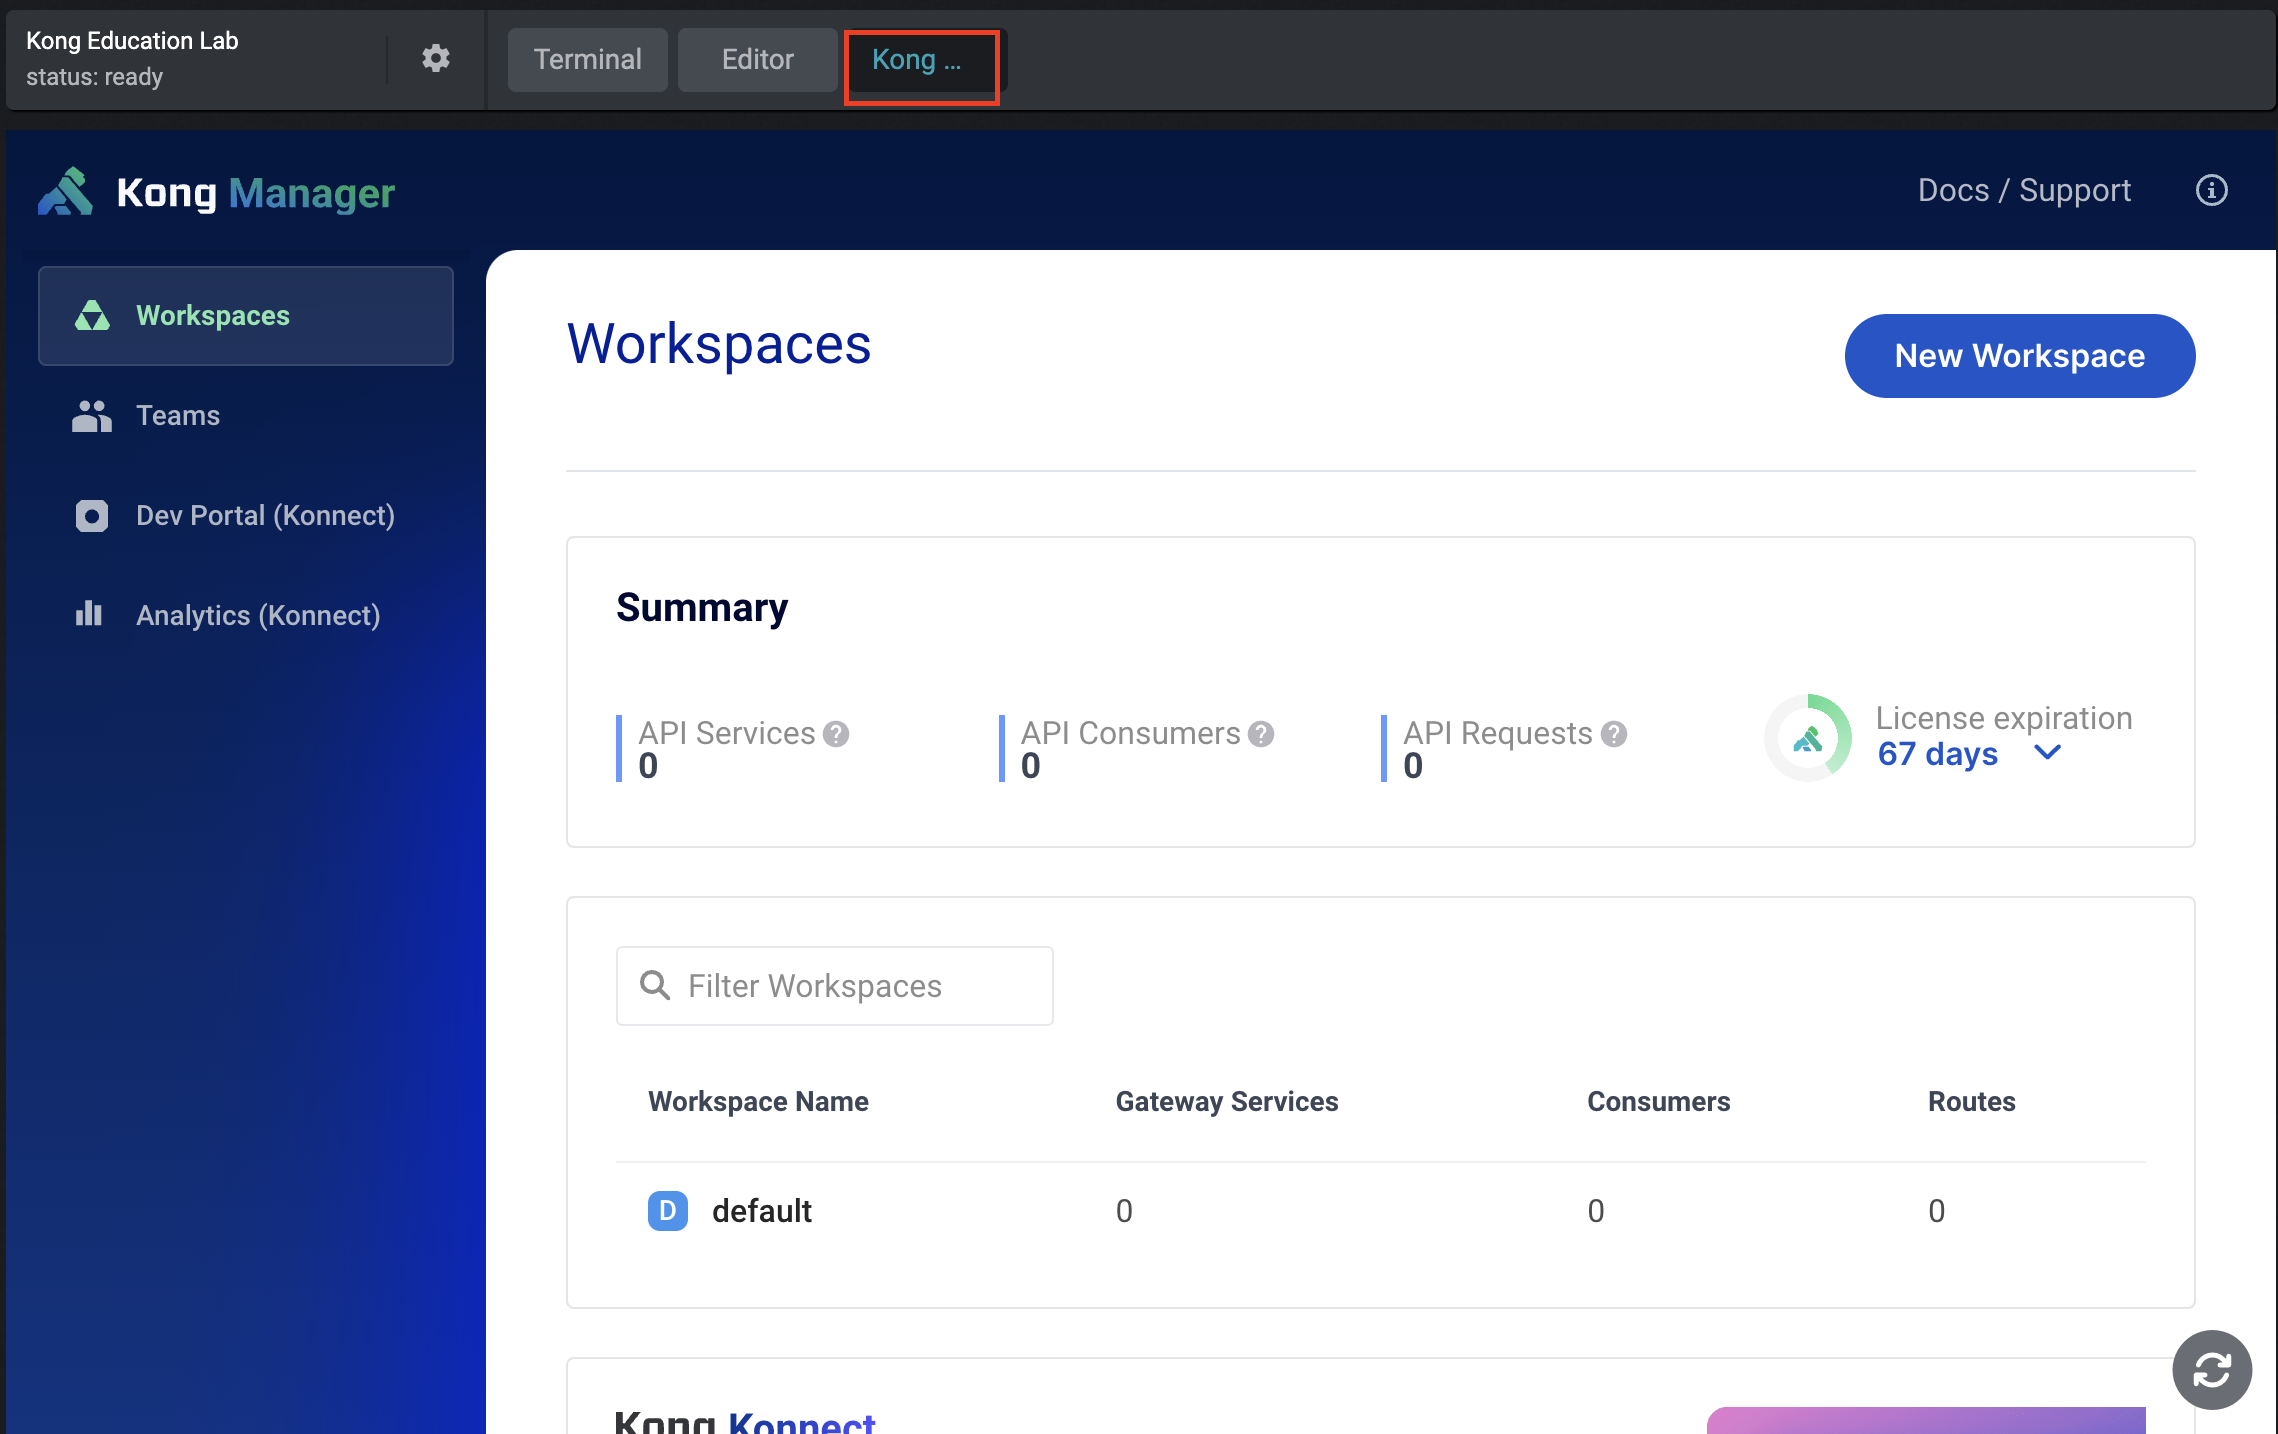 Kong Education Lab
status: ready
Terminal
Editor
Kong ...
Kong Manager
Docs / Support
Workspaces
Teams
Dev Portal (Konnect)
Analytics (Konnect)
Workspaces
New Workspace
Summary
API Services
0
API Consumers
0
API Requests
0
License expiration
67 days
Filter Workspaces
Workspace Name Gateway Services Consumers Routes
D default 0 0 0
Kong Konnect